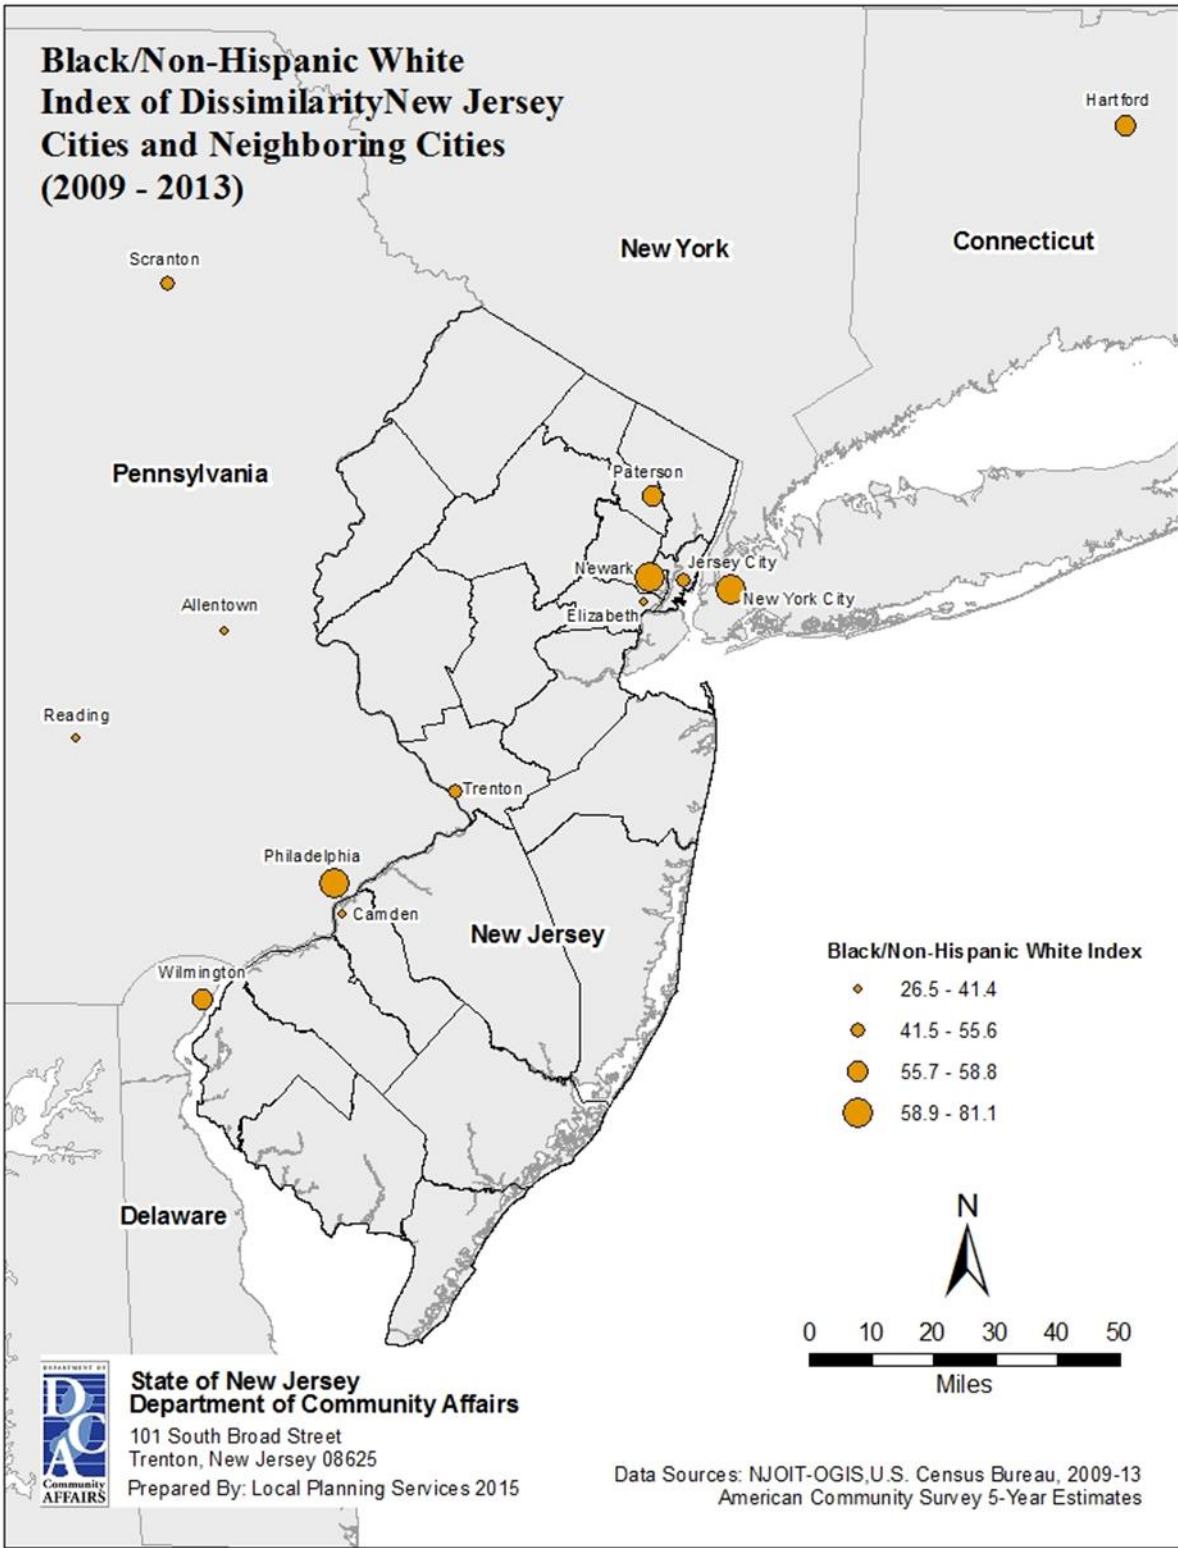 Black/Non-Hispanic White
Index of DissimilarityNew Jersey
Cities and Neighboring Cities
(2009 - 2013)
Hartford
New York
Connecticut
Scranton
Pennsylvania
Paterson
Newark
Jersey City
New York City
Elizabeth
Allentown
Reading
Trenton
Philadelphia
Camden
New Jersey
Wilmington
Black/Non-Hispanic White Index
26.5 - 41.4
41.5 - 55.6
55.7 - 58.8
58.9 - 81.1
Delaware
N
0 10 20 30 40 50
Miles
DEPARTMENT OF
DCA
Community
AFFAIRS
State of New Jersey
Department of Community Affairs
101 South Broad Street
Trenton, New Jersey 08625
Prepared By: Local Planning Services 2015
Data Sources: NJOIT-OGIS,U.S. Census Bureau, 2009-13
American Community Survey 5-Year Estimates